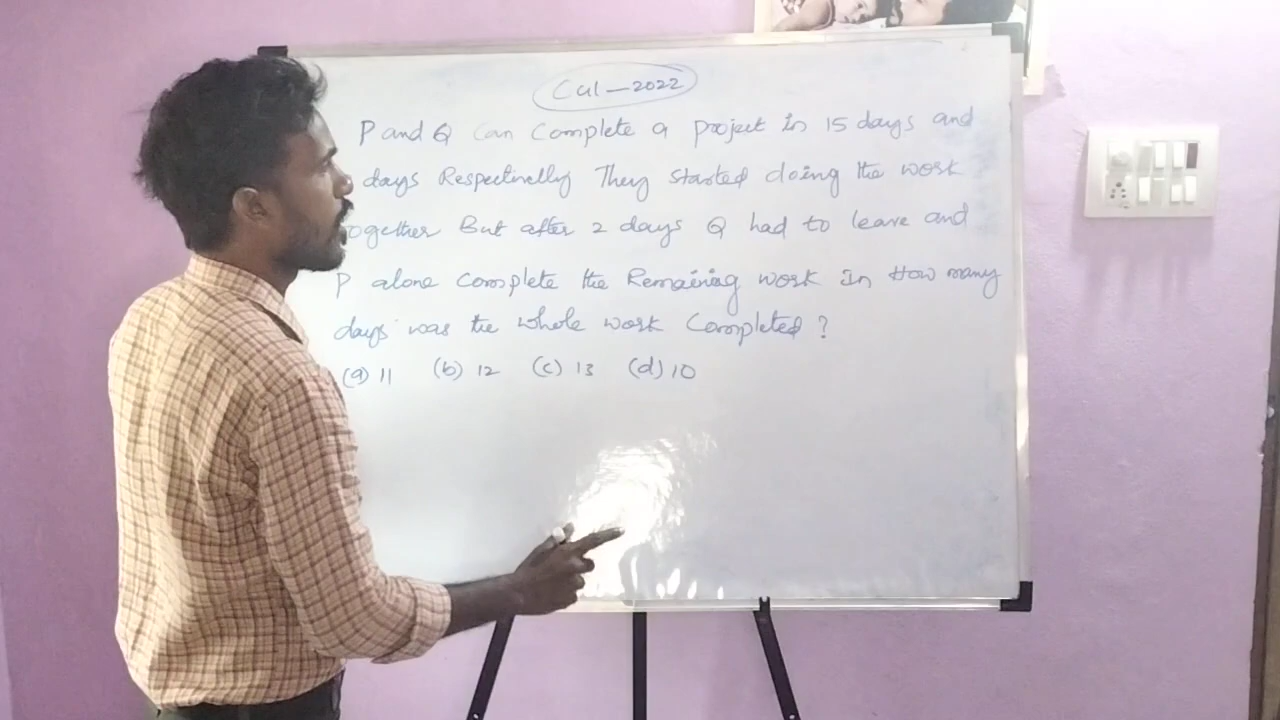 Cgl - 2022
P and Q Can Complete a project in 15 days and
days Respectively They started doing the work
together But after 2 days Q had to leave and
P alone Complete the Remaining work In How many
days was the whole work Completed ?
(a) 11 (b) 12 (c) 13 (d) 10